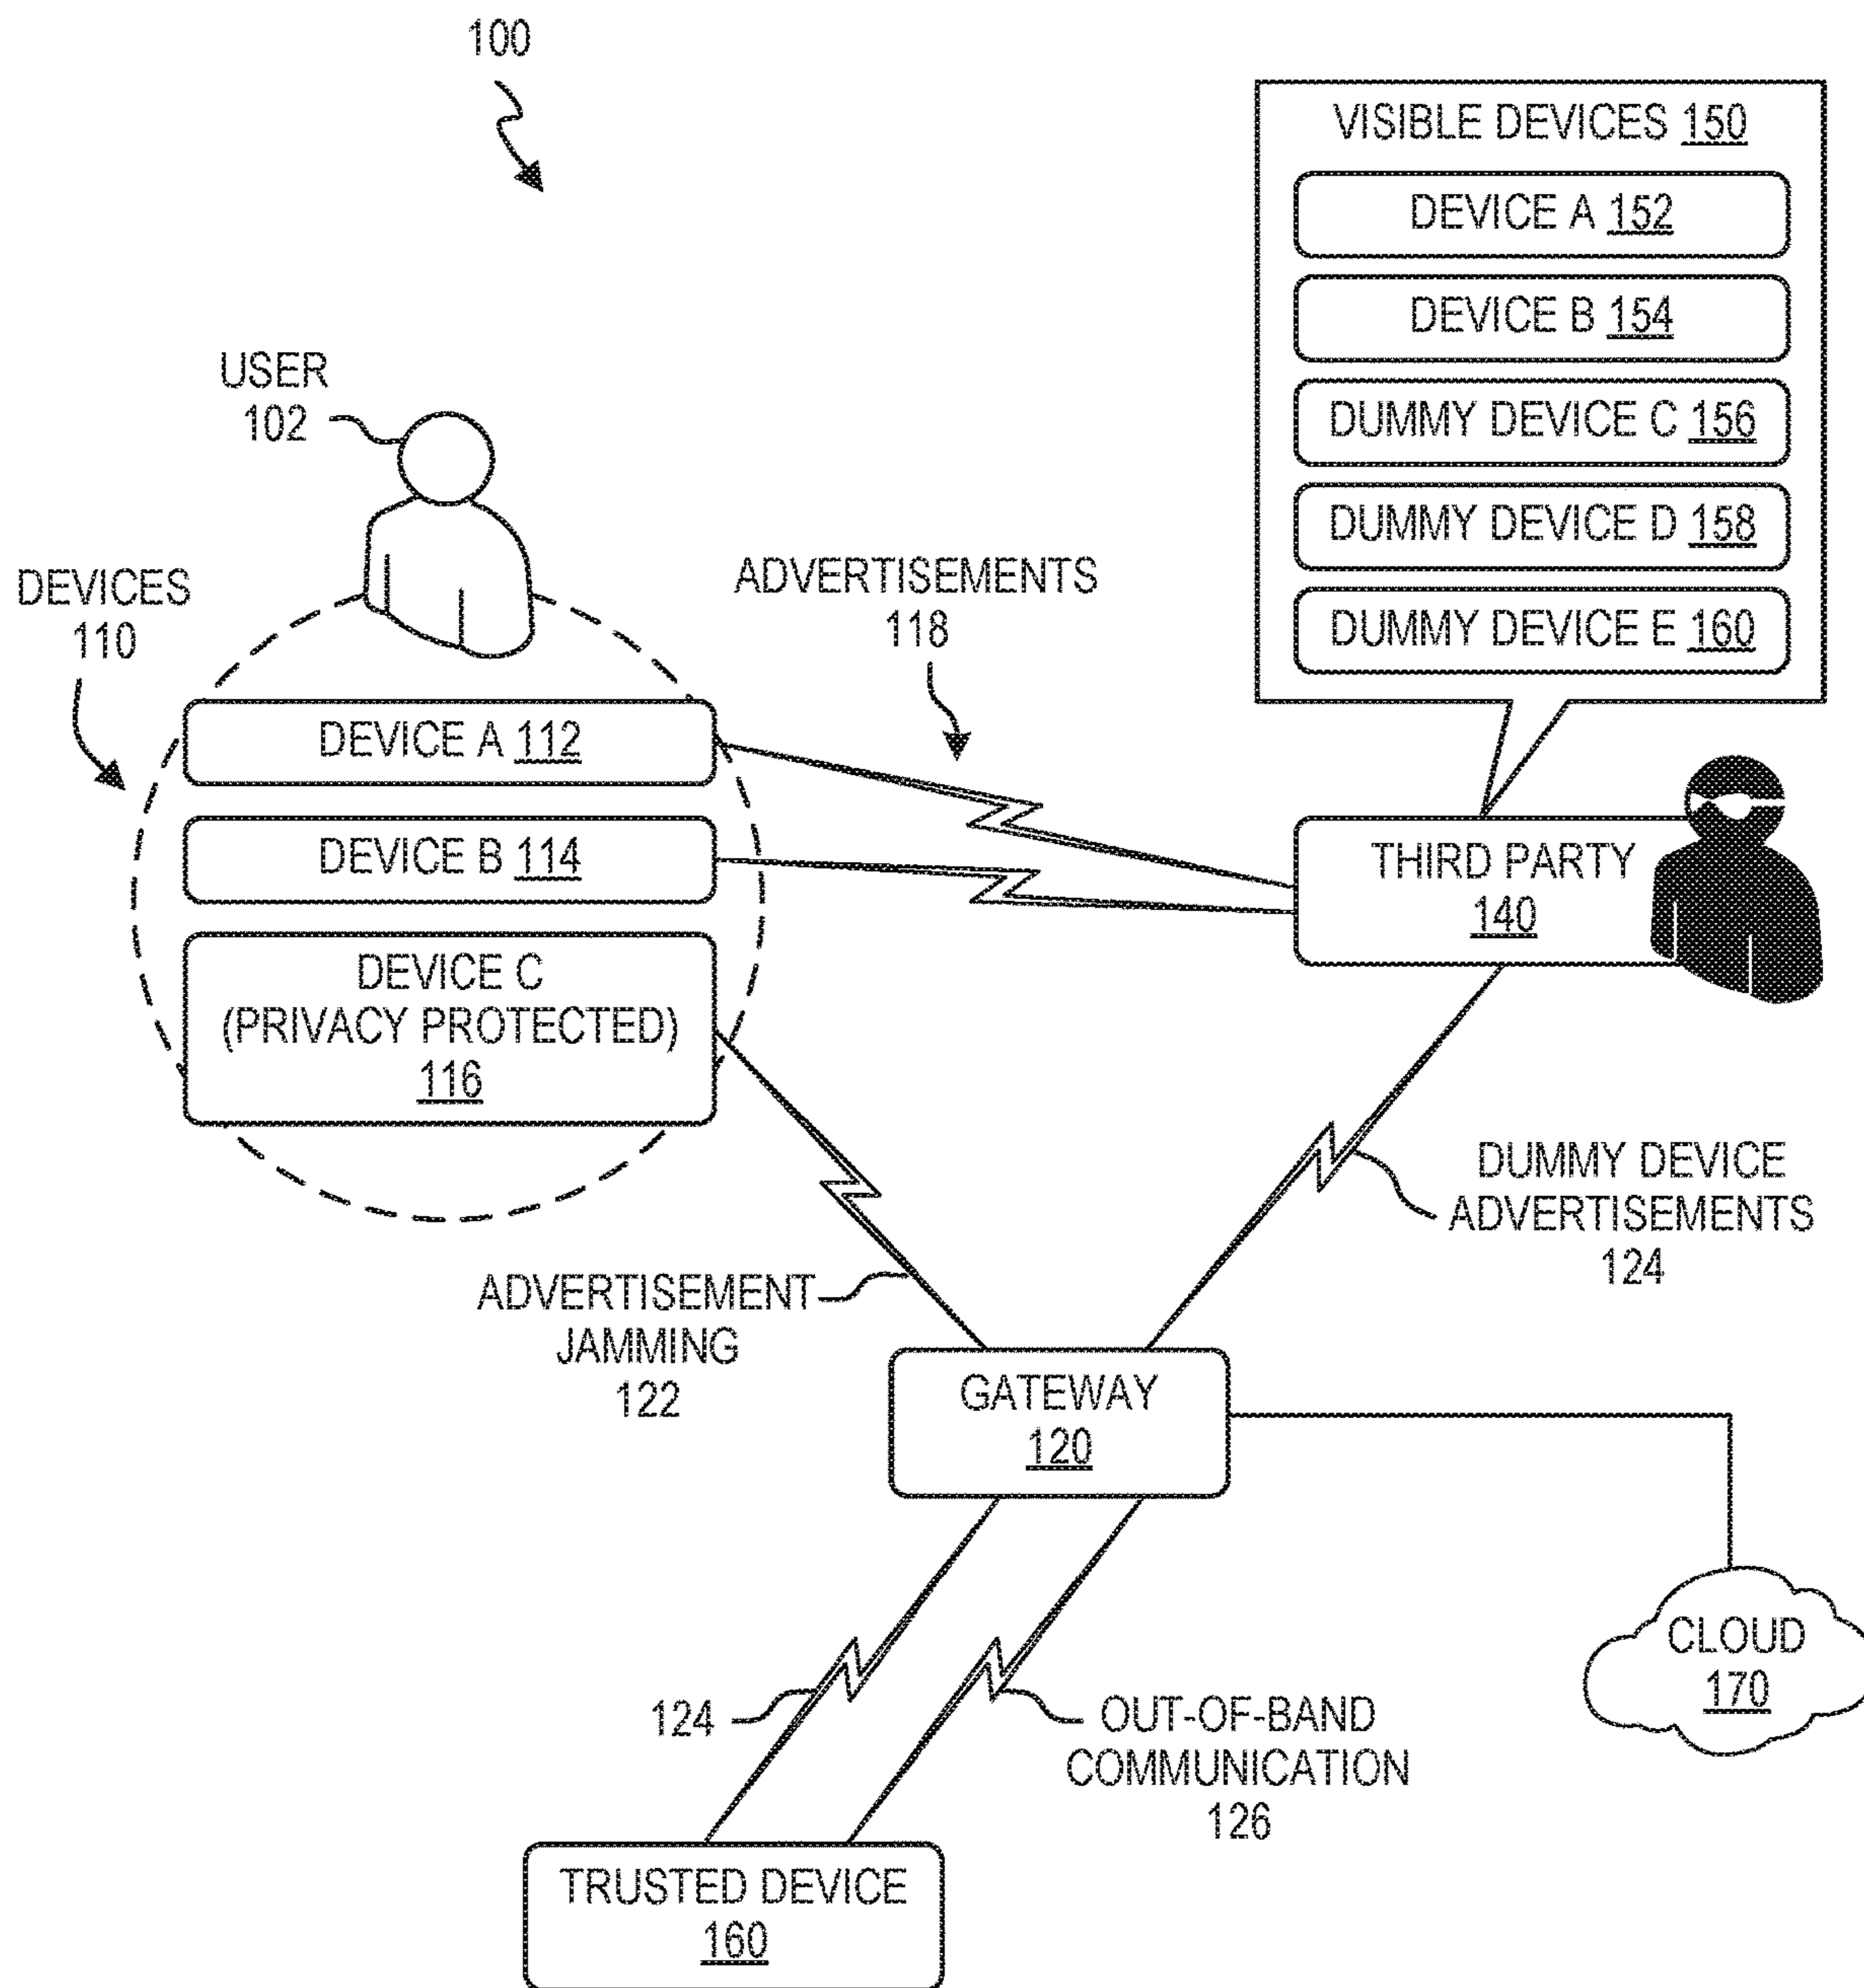 100
VISIBLE DEVICES 150
DEVICE A 152
DEVICE B 154
DUMMY DEVICE C 156
DUMMY DEVICE D 158
DUMMY DEVICE E 160
USER
102
DEVICES
110
ADVERTISEMENTS
118
DEVICE A 112
DEVICE B 114
DEVICE C
(PRIVACY PROTECTED)
116
THIRD PARTY
140
DUMMY DEVICE
ADVERTISEMENTS
124
ADVERTISEMENT
JAMMING
122
GATEWAY
120
CLOUD
170
124
OUT-OF-BAND
COMMUNICATION
126
TRUSTED DEVICE
160